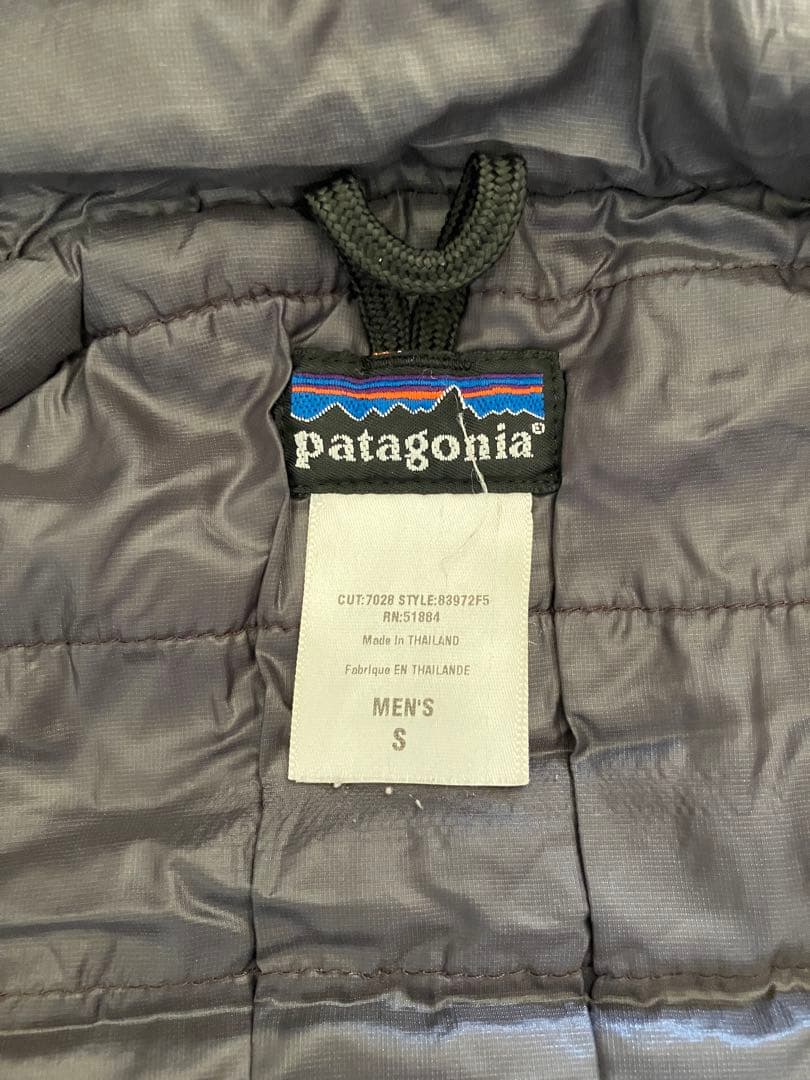 patagonia®
CUT:7028 STYLE:83972F5
RN:51884
Made in THAILAND
Fabrique EN THAILANDE
MEN'S
S